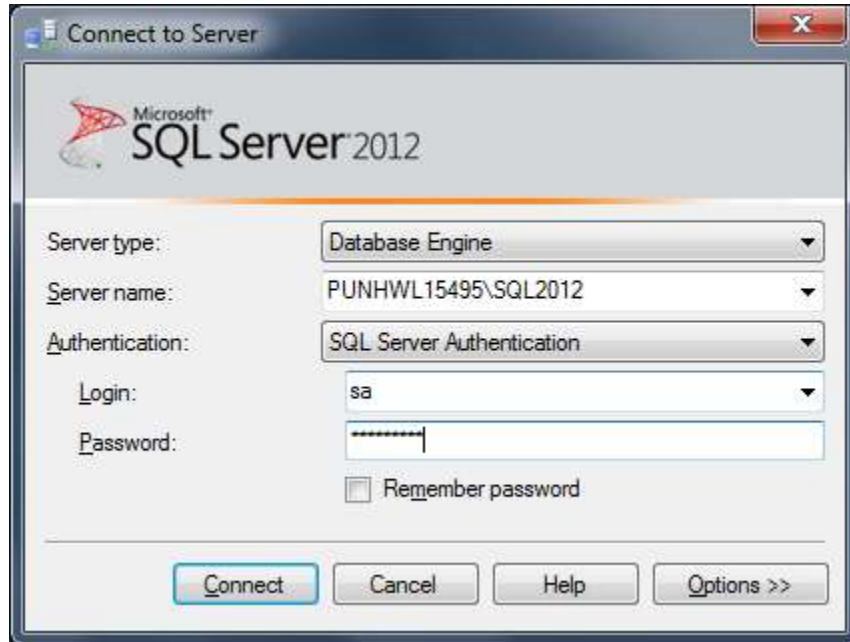 Connect to Server
X
Microsoft®
SQL Server® 2012
Server type: Database Engine
Server name: PUNHWL15495\SQL2012
Authentication: SQL Server Authentication
Login: sa
Password: *********
Remember password
Connect Cancel Help Options >>